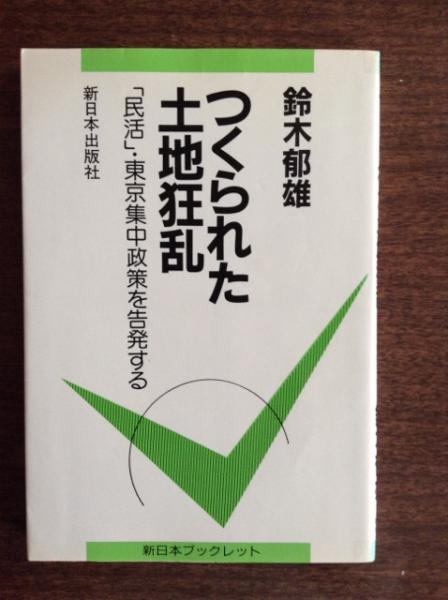 鈴木郁雄
つくられた
土地狂乱
「民活」・東京集中政策を告発する
新日本出版社
新日本ブックレット